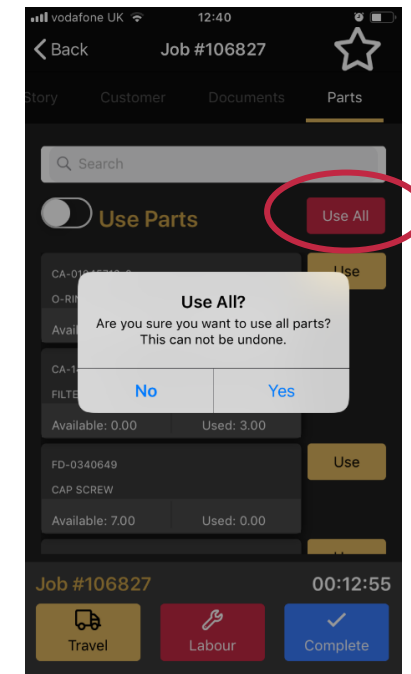 vodafone UK 12:40
Back Job #106827
Story Customer Documents Parts
Search
Use Parts Use All
Use
Use All?
Are you sure you want to use all parts?
This can not be undone.
No Yes
Available: 0.00 Used: 3.00
FD-0340649 Use
CAP SCREW
Available: 7.00 Used: 0.00
Job #106827 00:12:55
Travel Labour Complete